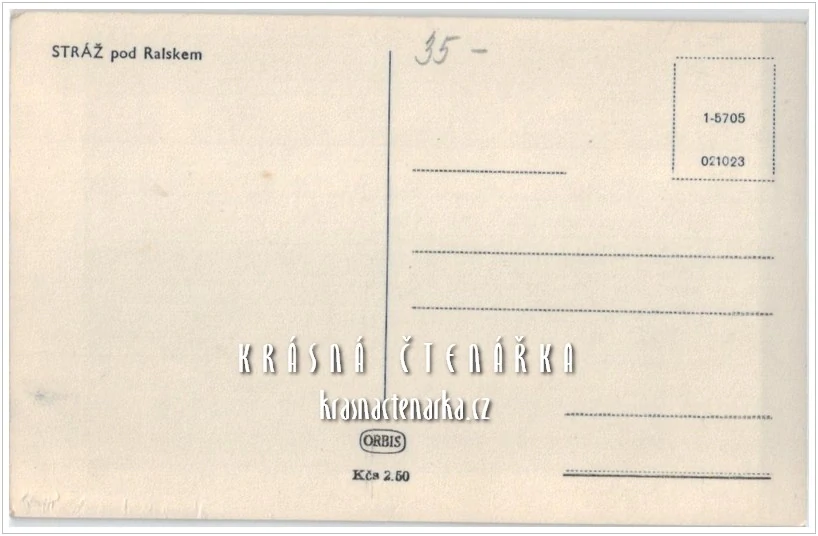 STRÁŽ pod Ralskem
35 -
1-5705
021023
KRÁSNÁ ČTENÁŘKA
krasnactenarka.cz
ORBIS
Kčs 2.50